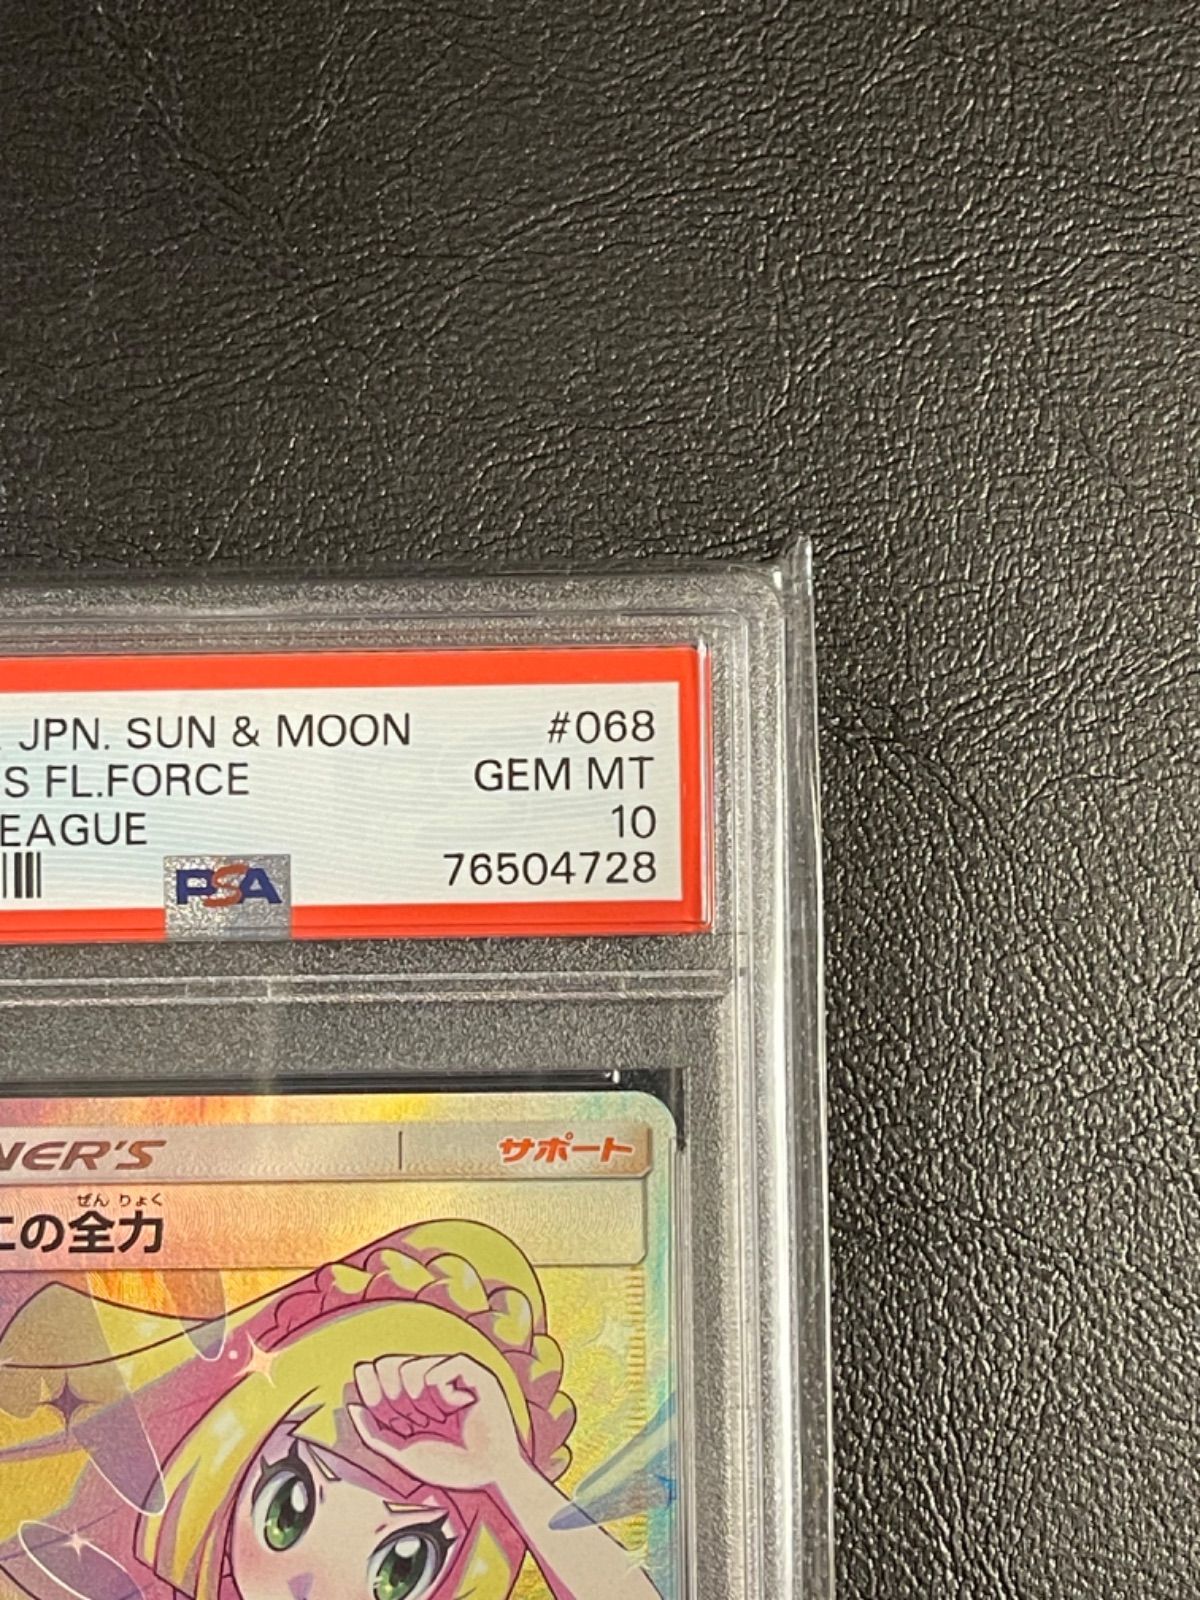 JPN. SUN & MOON #068
S FL.FORCE GEM MT
EAGUE 10
PSA 76504728
NER'S サポート
ぜん りょく
の全力